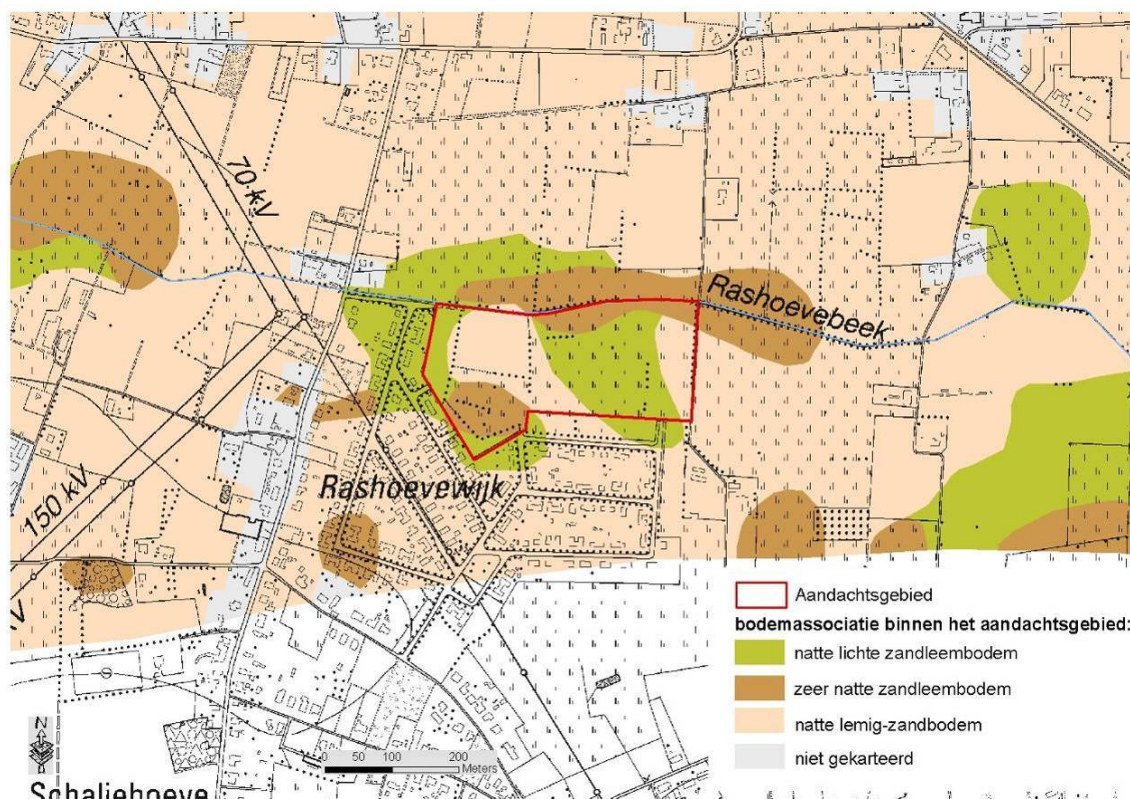 70 kV
Rashoevebeek
Rashoevewijk
150 kV
Aandachtsgebied
bodemassociatie binnen het aandachtsgebied:
natte lichte zandleembodem
zeer natte zandleembodem
natte lemig-zandbodem
niet gekarteerd
N
0 50 100 200
Meters
Schaliehoeve